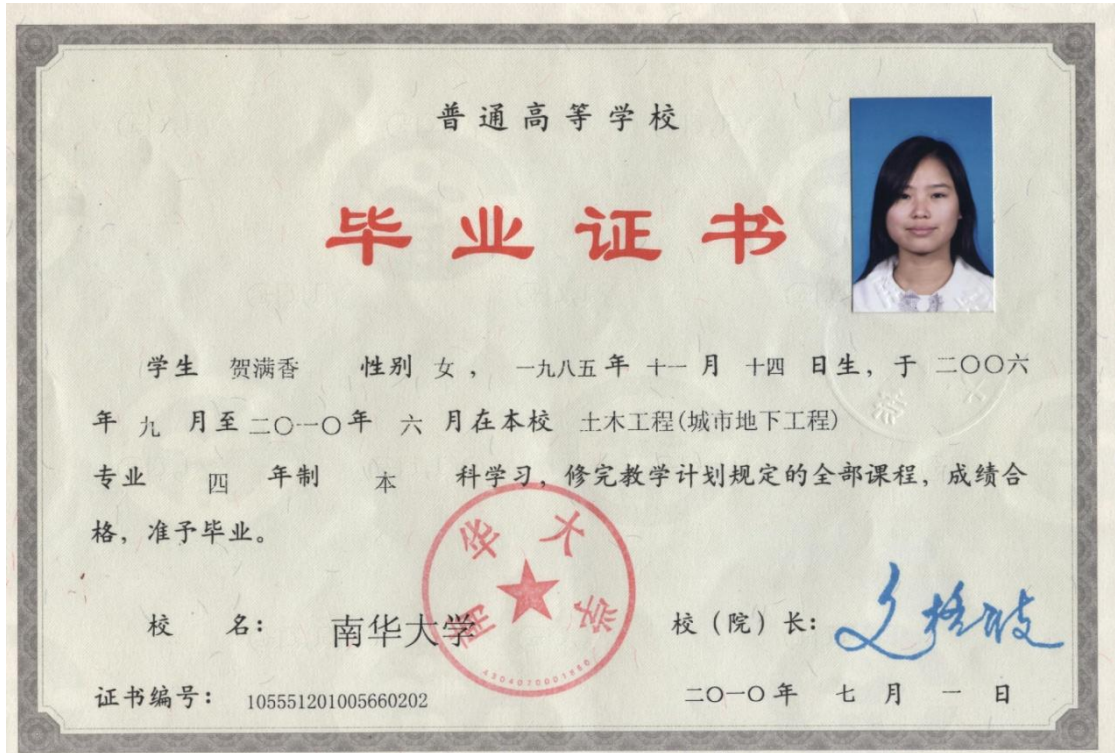 普通高等学校
毕业证书
学生 贺满香 性别 女 ， 一九八五 年 十一 月 十四 日生，于 二〇〇六
年 九 月至 二〇一〇 年 六 月在本校 土木工程(城市地下工程)
专业 四 年制 本 科学习，修完教学计划规定的全部课程，成绩合
格，准予毕业。
南华大学
校 名： 南华大学 校（院）长：
证书编号： 105551201005660202 二〇一〇 年 七 月 一 日